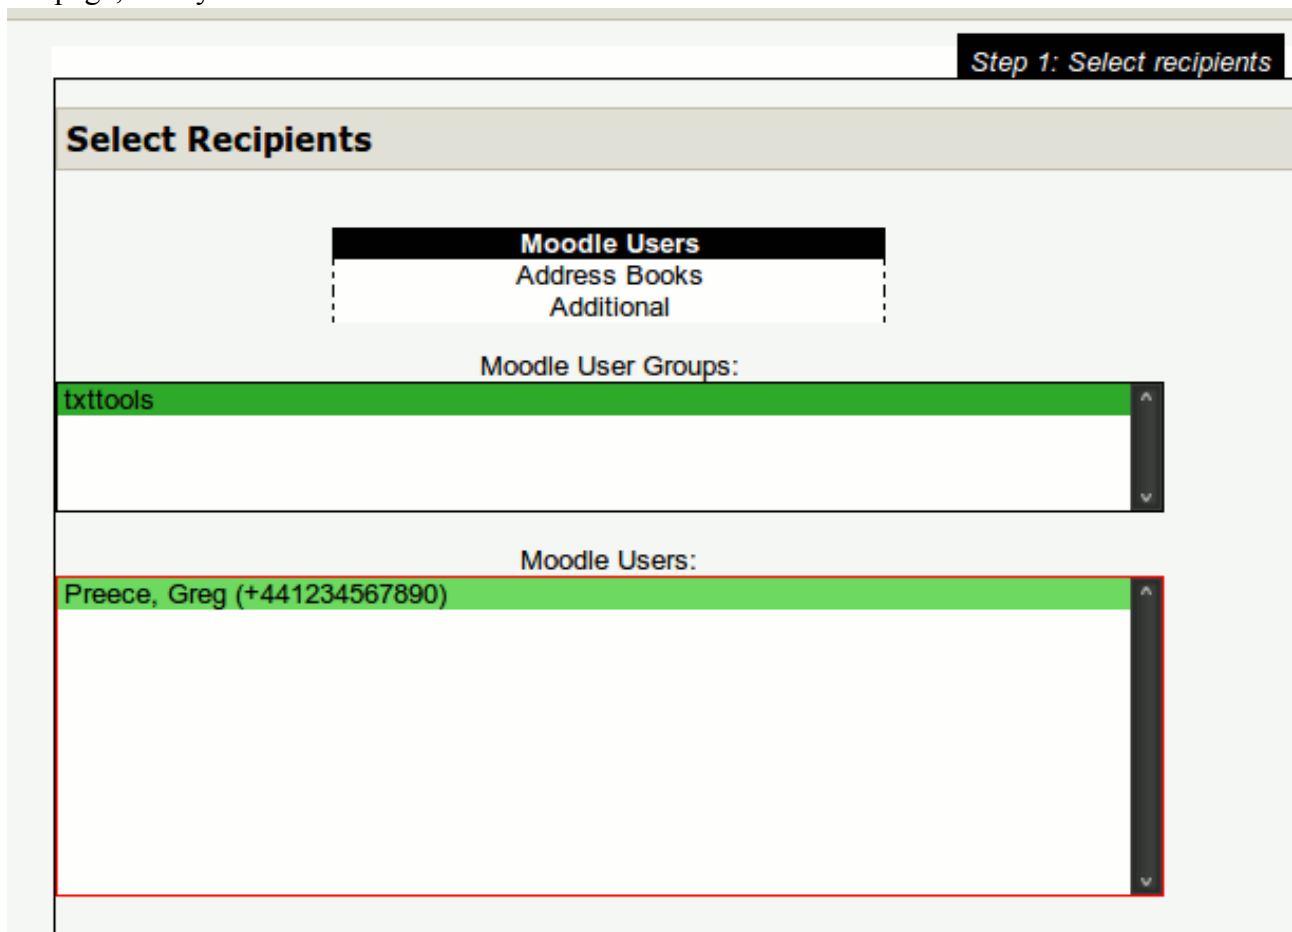 Step 1: Select recipients
Select Recipients
Moodle Users
Address Books
Additional
Moodle User Groups:
txttools
Moodle Users:
Preece, Greg (+441234567890)